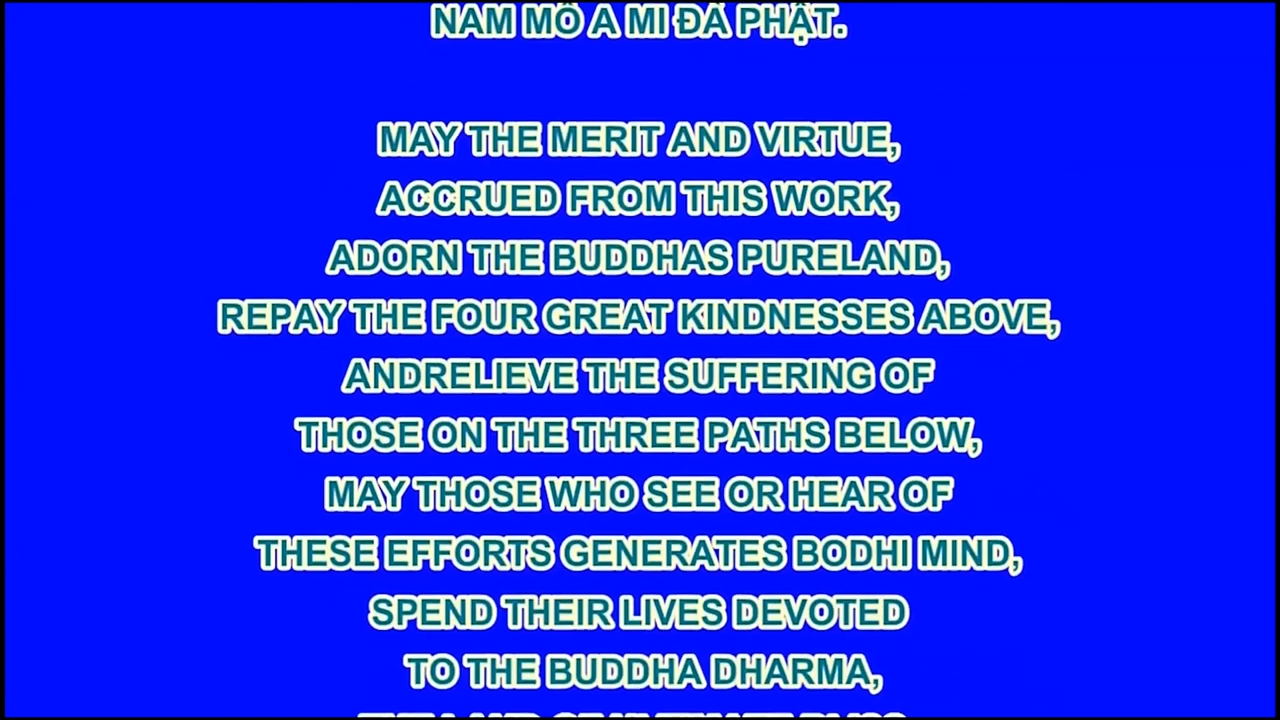 NAM MÔ A MI ĐÀ PHẬT.
MAY THE MERIT AND VIRTUE,
ACCRUED FROM THIS WORK,
ADORN THE BUDDHAS PURELAND,
REPAY THE FOUR GREAT KINDNESSES ABOVE,
ANDRELIEVE THE SUFFERING OF
THOSE ON THE THREE PATHS BELOW,
MAY THOSE WHO SEE OR HEAR OF
THESE EFFORTS GENERATES BODHI MIND,
SPEND THEIR LIVES DEVOTED
TO THE BUDDHA DHARMA,